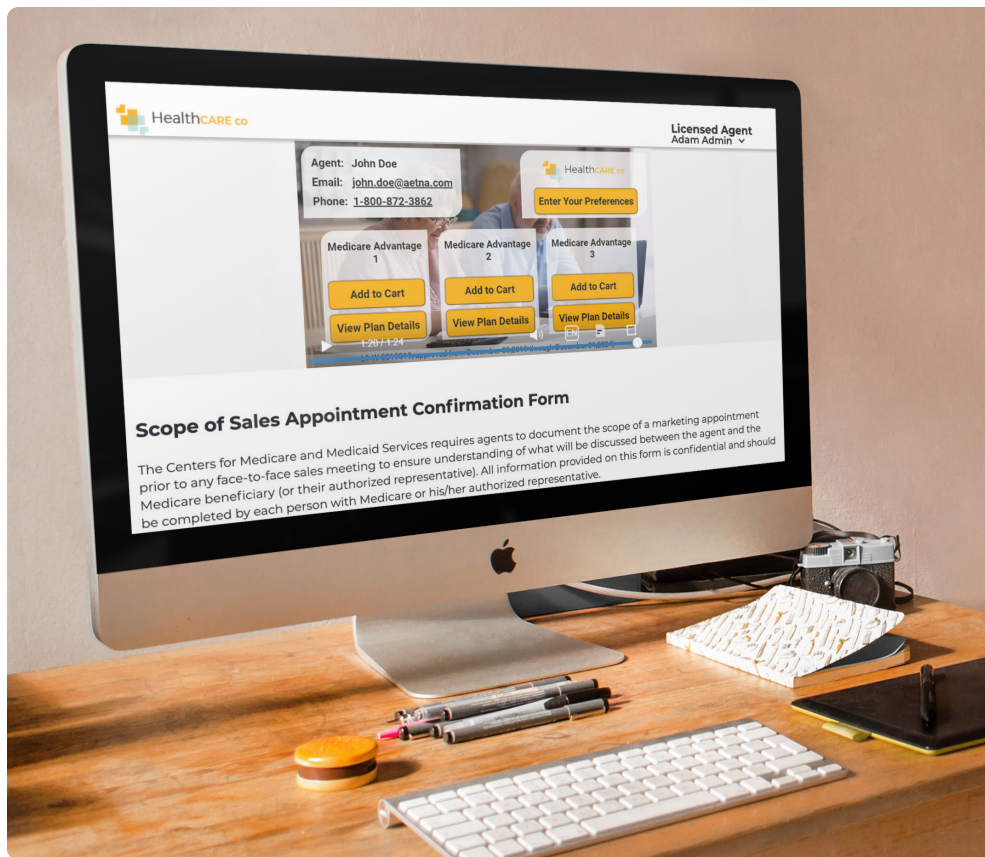 HealthCARE co
Licensed Agent
Adam Admin
Agent: John Doe
Email: john.doe@aetna.com
Phone: 1-800-872-3862
HealthCARE co
Enter Your Preferences
Medicare Advantage
1
Add to Cart
View Plan Details
Medicare Advantage
2
Add to Cart
View Plan Details
Medicare Advantage
3
Add to Cart
View Plan Details
1:20 / 1:24
EN
Scope of Sales Appointment Confirmation Form
The Centers for Medicare and Medicaid Services requires agents to document the scope of a marketing appointment
prior to any face-to-face sales meeting to ensure understanding of what will be discussed between the agent and the
Medicare beneficiary (or their authorized representative). All information provided on this form is confidential and should
be completed by each person with Medicare or his/her authorized representative.